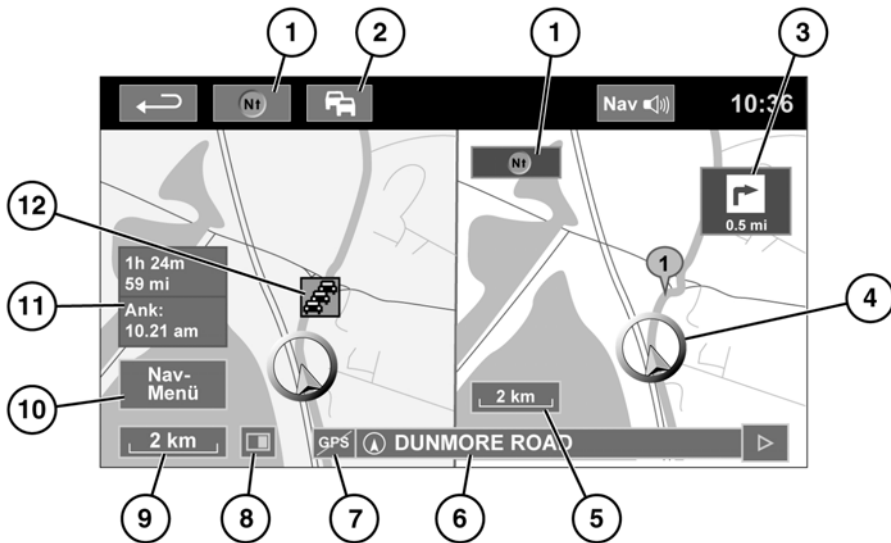 1
2
1
3
Nt
Nav
10:36
Nt
0.5 mi
12
1h 24m
59 mi
1
11
Ank:
10.21 am
4
10
Nav-
Menü
2 km
2 km
GPS
DUNMORE ROAD
9
8
7
6
5